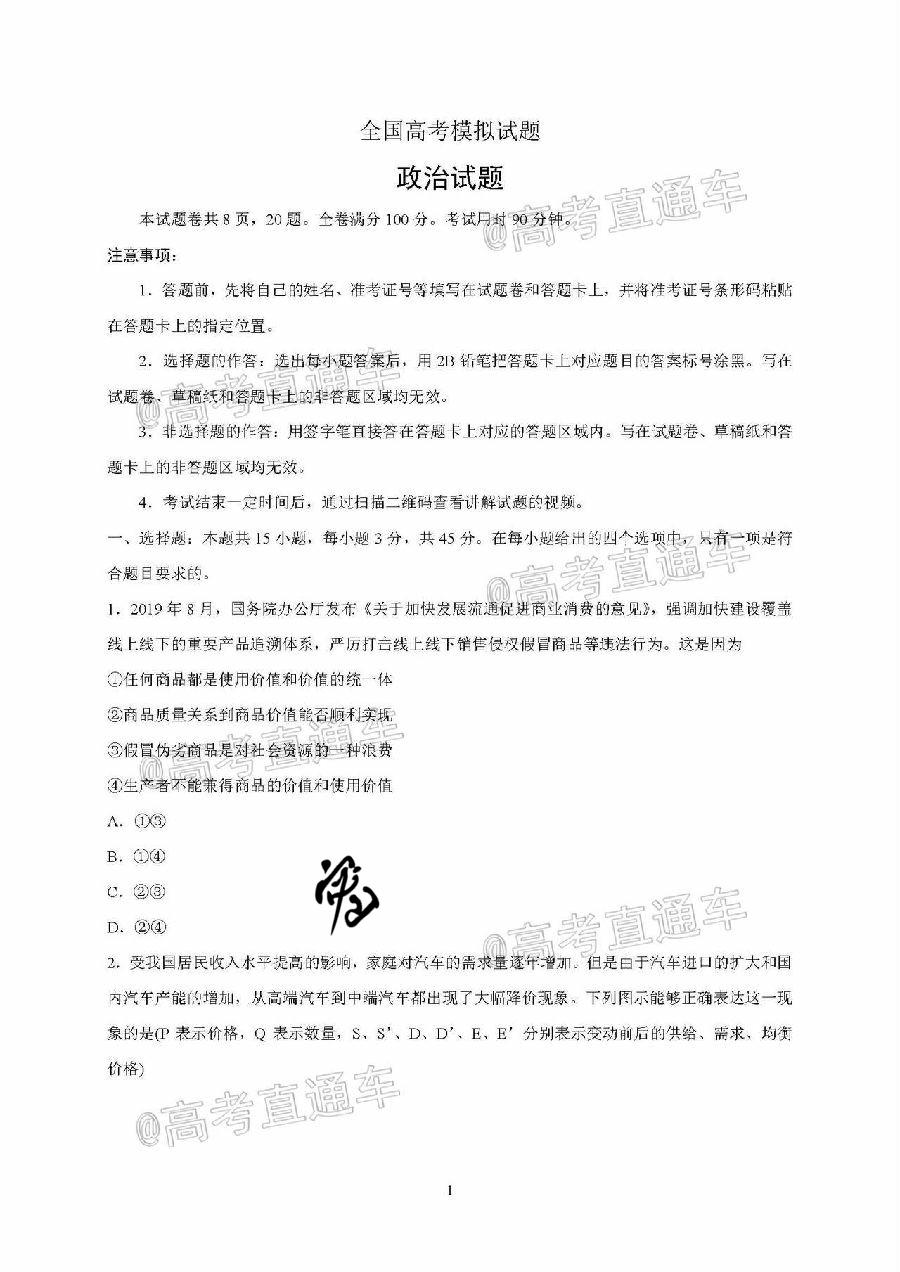 全国高考模拟试题
政治试题
本试题卷共8页，20题。全卷满分100分。考试用时90分钟。
@高考直通车
注意事项：
1．答题前，先将自己的姓名、准考证号等填写在试题卷和答题卡上，并将准考证号条形码粘贴
在答题卡上的指定位置。
2．选择题的作答：选出每小题答案后，用2B铅笔把答题卡上对应题目的答案标号涂黑。写在
试题卷、草稿纸和答题卡上的非答题区域均无效。
@高考直通车
3．非选择题的作答：用签字笔直接答在答题卡上对应的答题区域内。写在试题卷、草稿纸和答
题卡上的非答题区域均无效。
4．考试结束一定时间后，通过扫描二维码查看讲解试题的视频。
一、选择题：本题共15小题，每小题3分，共45分。在每小题给出的四个选项中，只有一项是符
合题目要求的。
@高考直通车
1．2019年8月，国务院办公厅发布《关于加快发展流通促进商业消费的意见》，强调加快建设覆盖
线上线下的重要产品追溯体系，严厉打击线上线下销售侵权假冒商品等违法行为。这是因为
①任何商品都是使用价值和价值的统一体
②商品质量关系到商品价值能否顺利实现
③假冒伪劣商品是对社会资源的一种浪费
@高考直通车
④生产者不能兼得商品的价值和使用价值
A．①③
B．①④
C．②③
D．②④
@高考直通车
2．受我国居民收入水平提高的影响，家庭对汽车的需求量逐年增加。但是由于汽车进口的扩大和国
内汽车产能的增加，从高端汽车到中端汽车都出现了大幅降价现象。下列图示能够正确表达这一现
象的是(P 表示价格，Q 表示数量，S、S′、D、D′、E、E′分别表示变动前后的供给、需求、均衡
价格)
@高考直通车
1